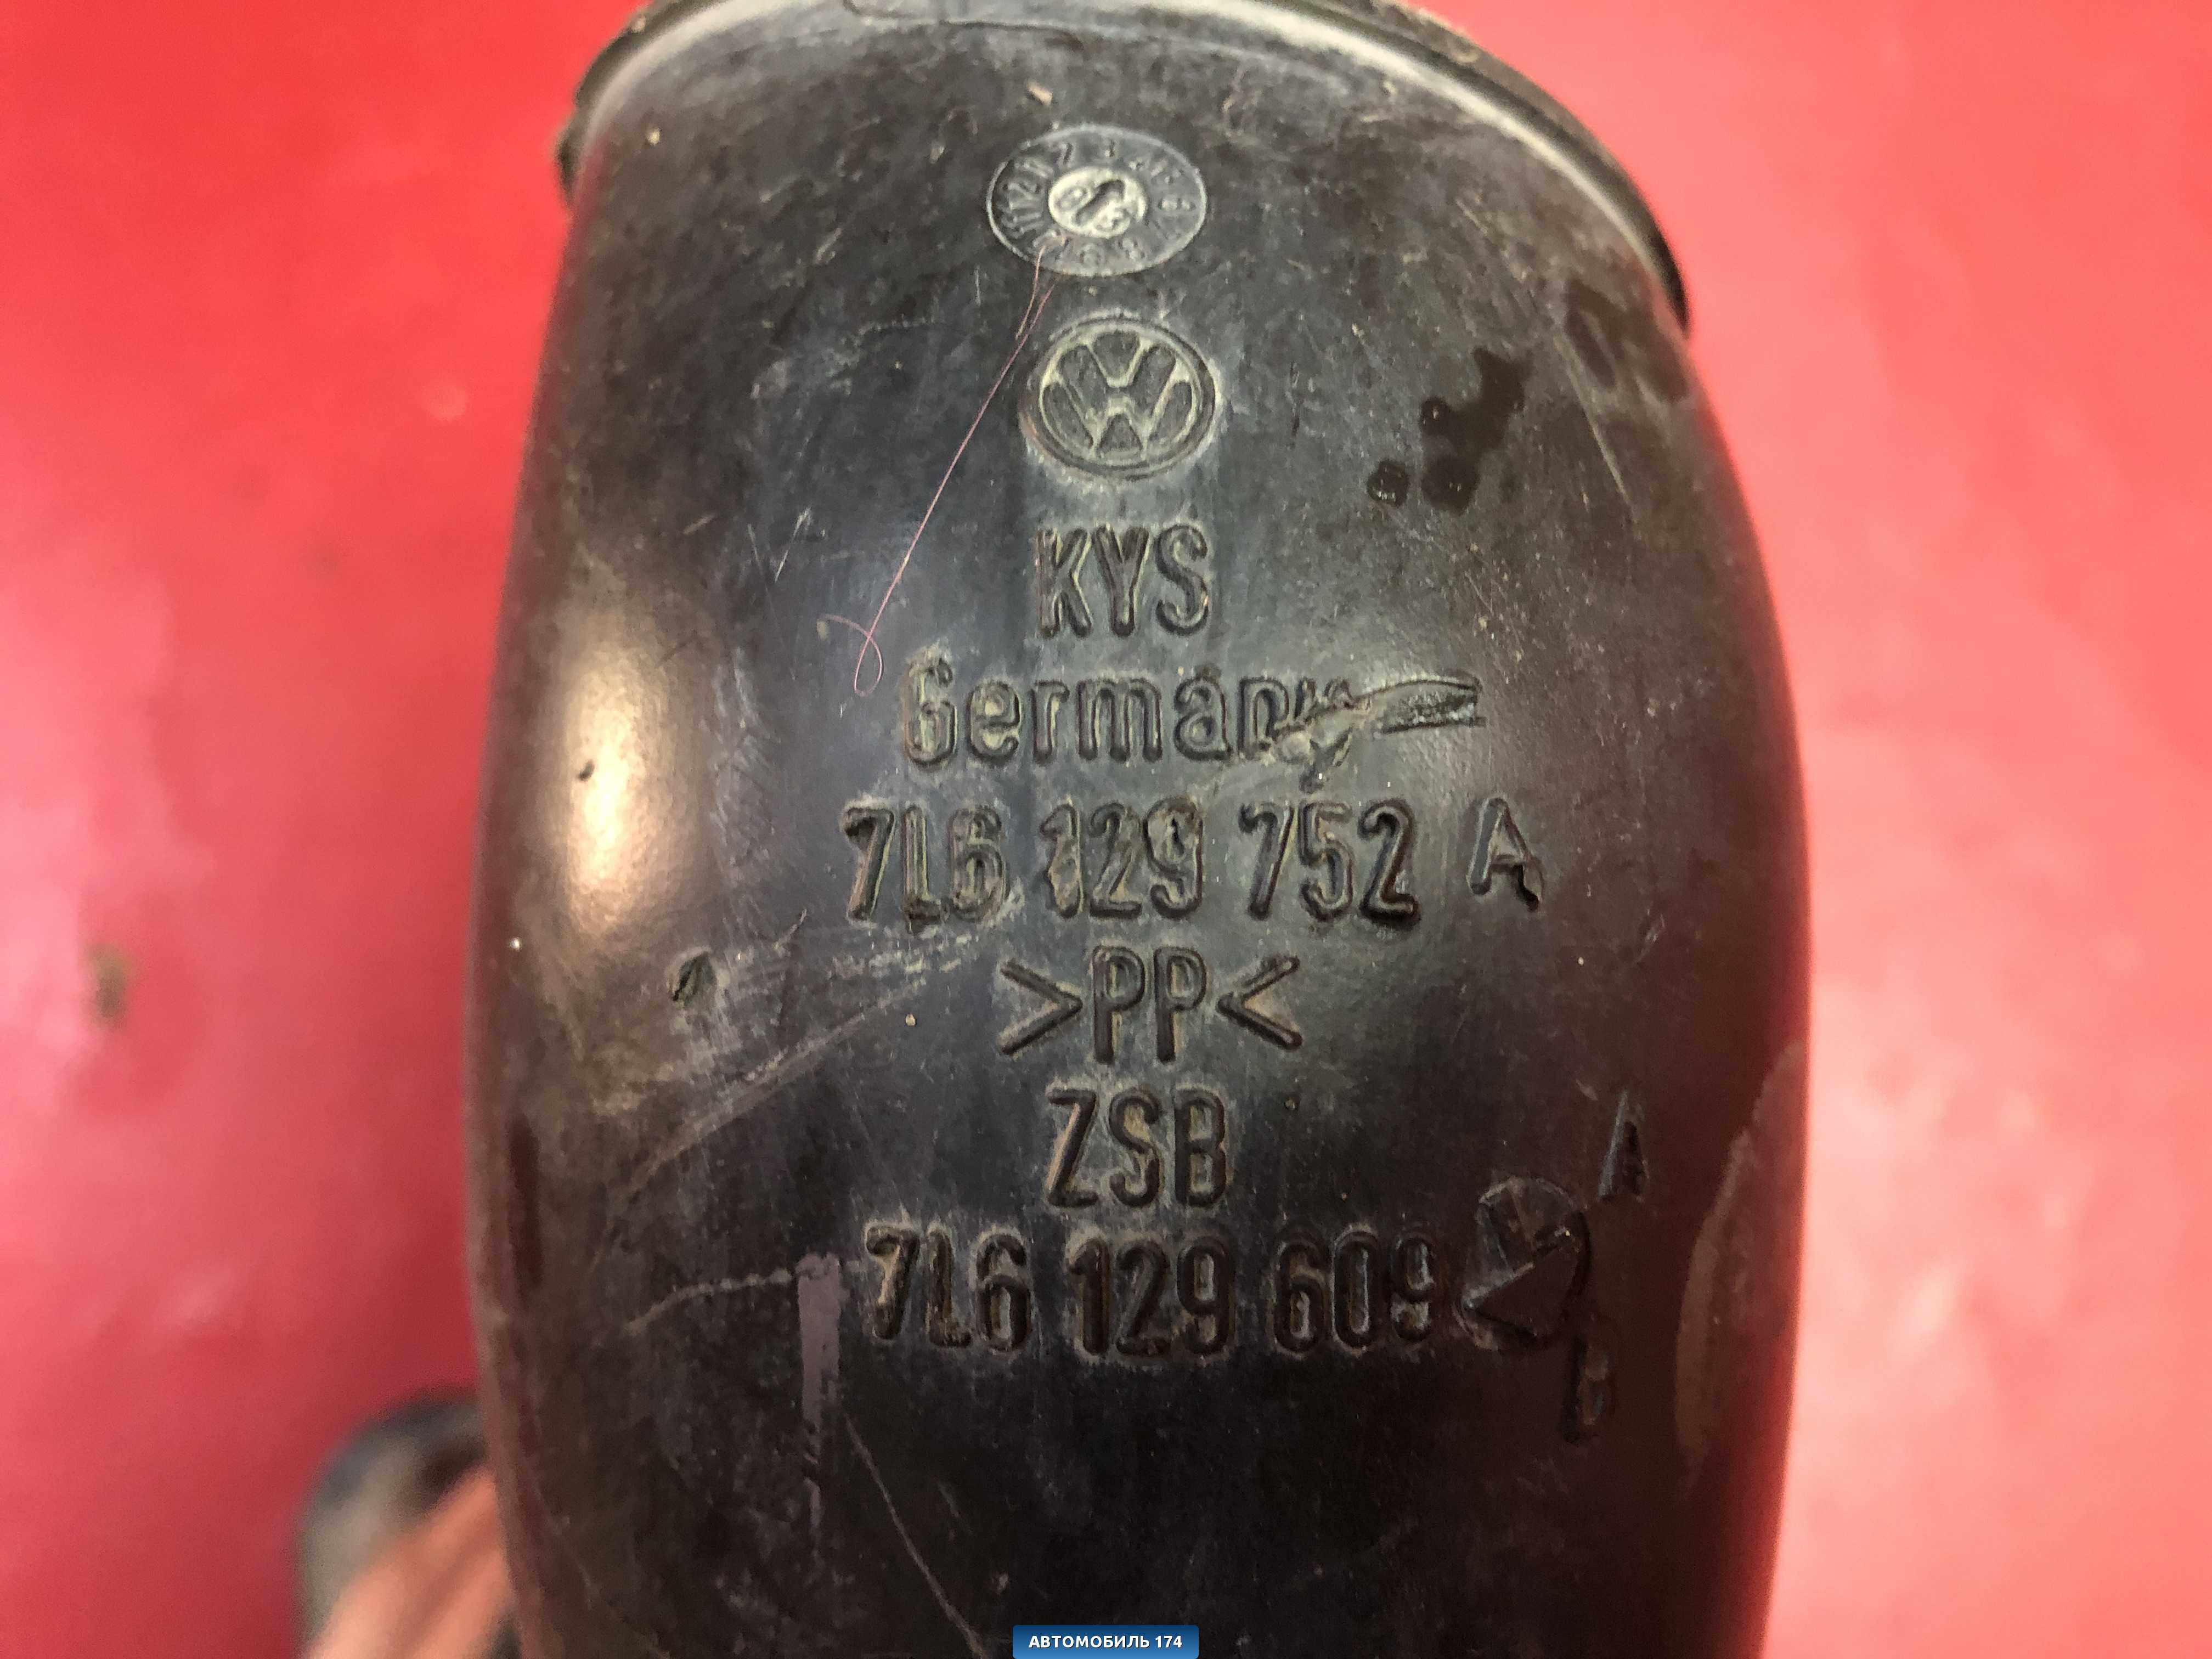 KYS
Germany
7L6 129 752 A
>PP<
ZSB
A
7L6 129 609
B
АВТОМОБИЛЬ 174